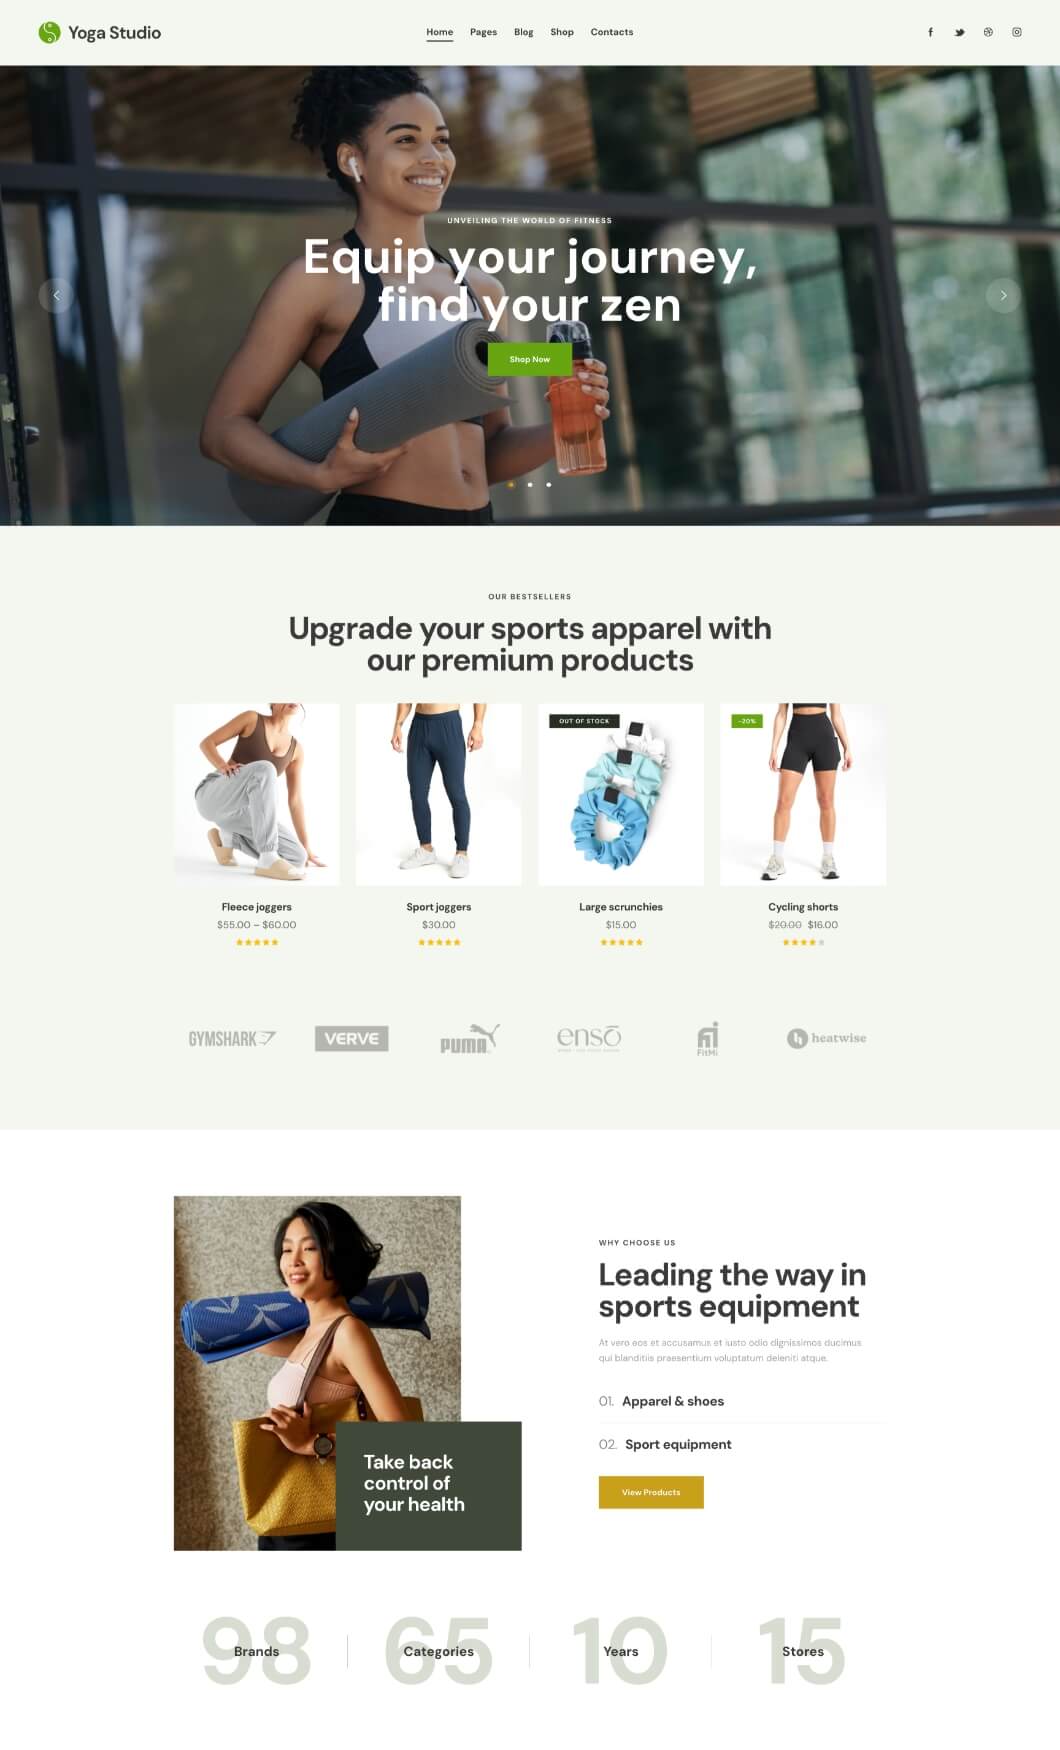 Yoga Studio
Home Pages Blog Shop Contacts
UNVEILING THE WORLD OF FITNESS
Equip your journey,
find your zen
Shop Now
OUR BESTSELLERS
Upgrade your sports apparel with
our premium products
OUT OF STOCK
-20%
Fleece joggers
$55.00 – $60.00
Sport joggers
$30.00
Large scrunchies
$15.00
Cycling shorts
$20.00 $16.00
GYMSHARK
VERVE
PUMA
ensō
FitMi
heatwise
Take back
control of
your health
WHY CHOOSE US
Leading the way in
sports equipment
At vero eos et accusamus et iusto odio dignissimos ducimus
qui blanditiis praesentium voluptatum deleniti atque.
01. Apparel & shoes
02. Sport equipment
View Products
98
Brands
65
Categories
10
Years
15
Stores